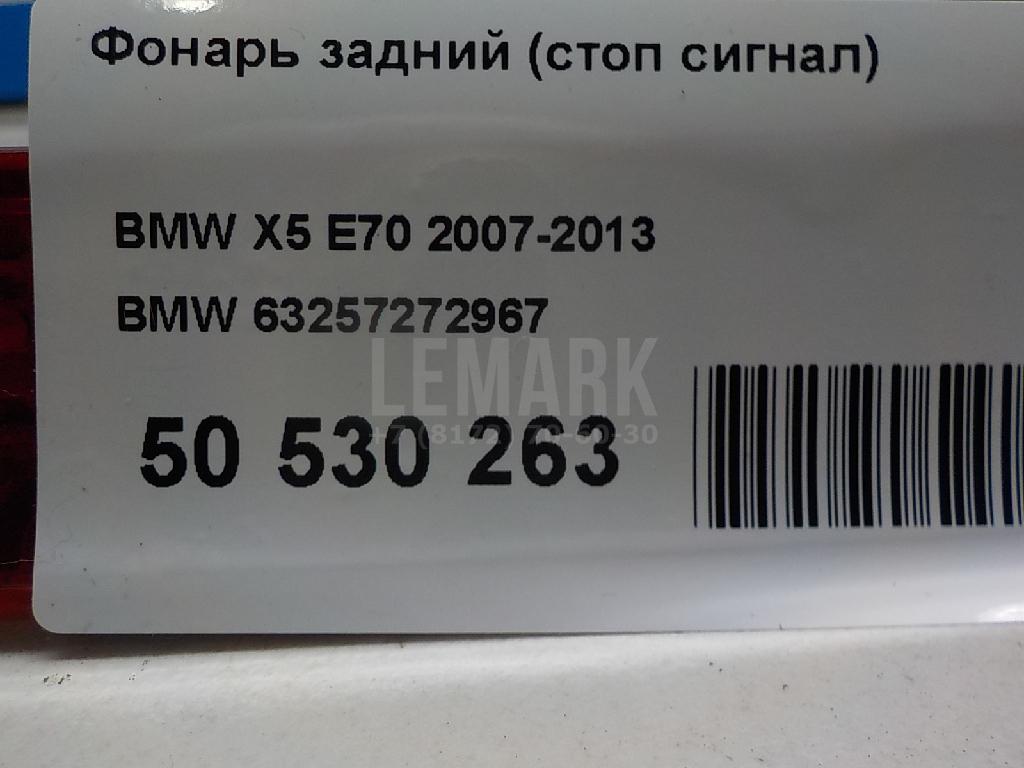 Фонарь задний (стоп сигнал)
BMW X5 E70 2007-2013
BMW 63257272967
LEMARK
50 530 263